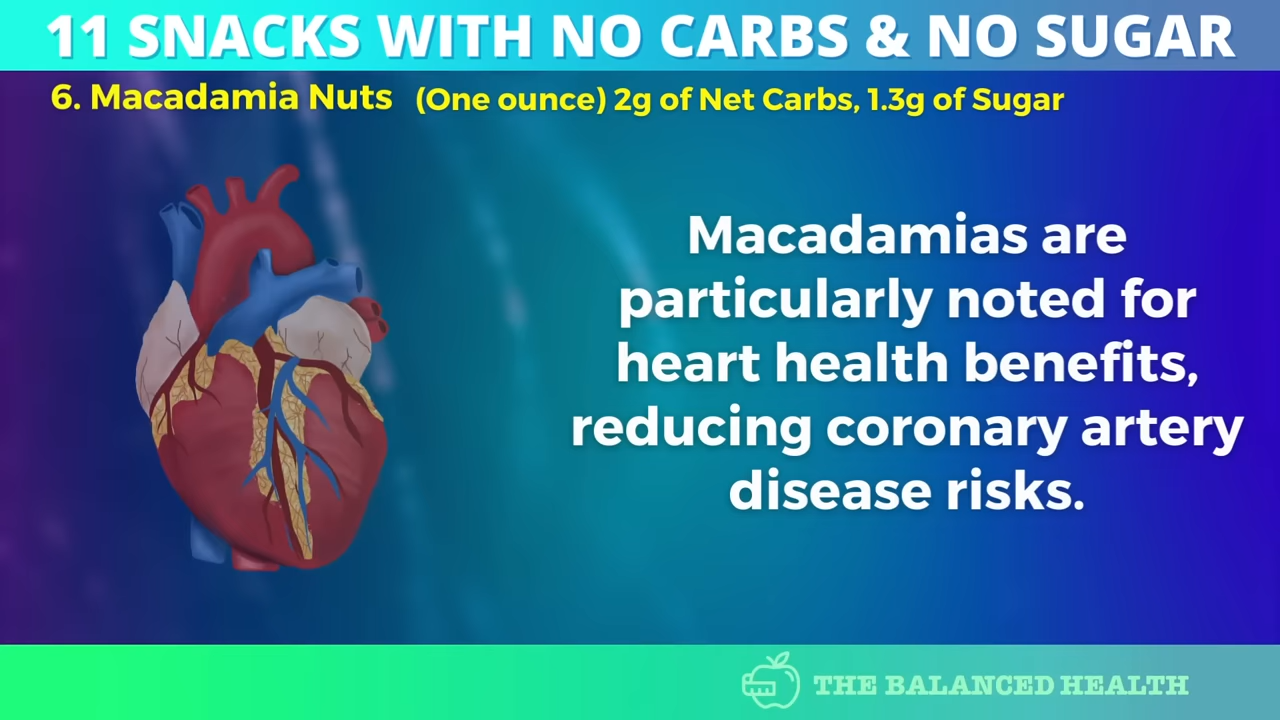 11 SNACKS WITH NO CARBS & NO SUGAR
6. Macadamia Nuts (One ounce) 2g of Net Carbs, 1.3g of Sugar
Macadamias are
particularly noted for
heart health benefits,
reducing coronary artery
disease risks.
THE BALANCED HEALTH